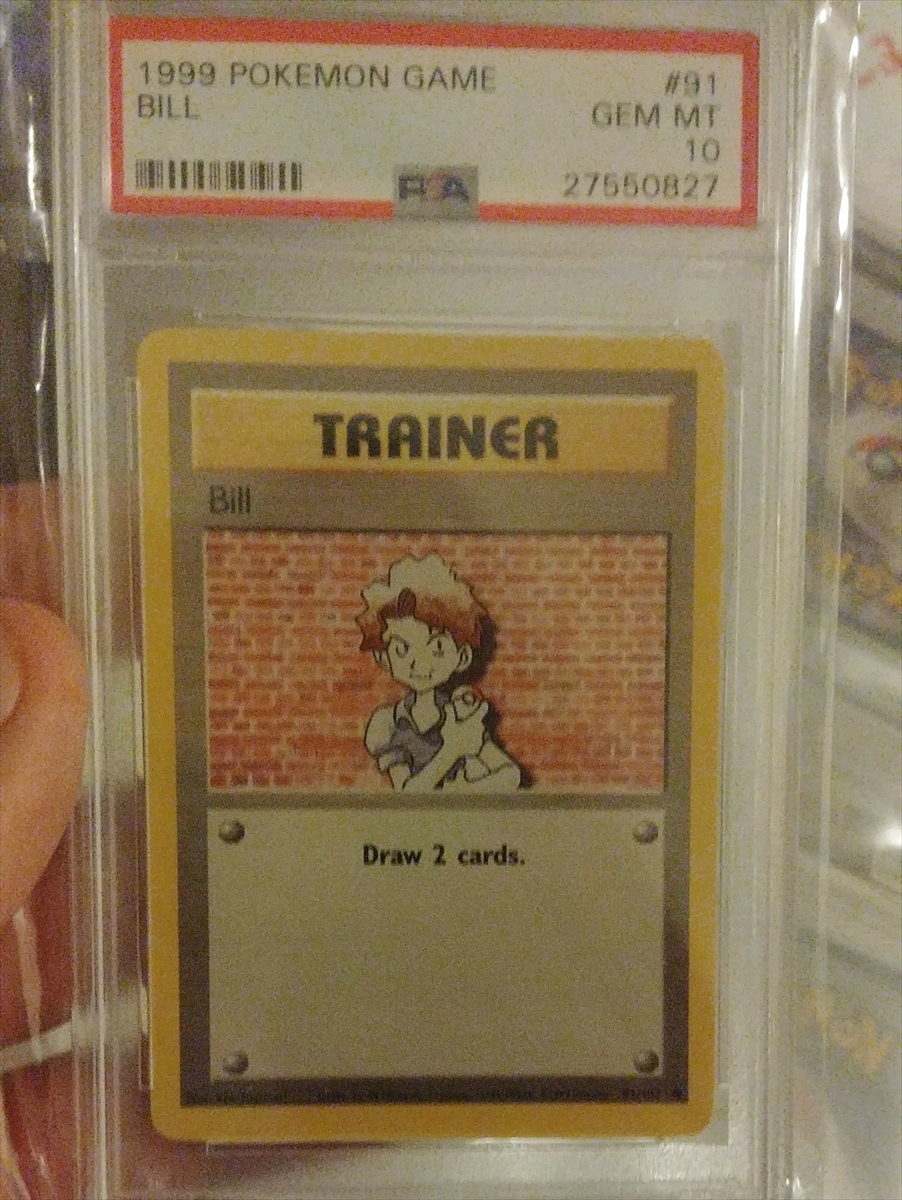 1999 POKEMON GAME #91
BILL GEM MT
10
PSA 27550827
TRAINER
Bill
Draw 2 cards.